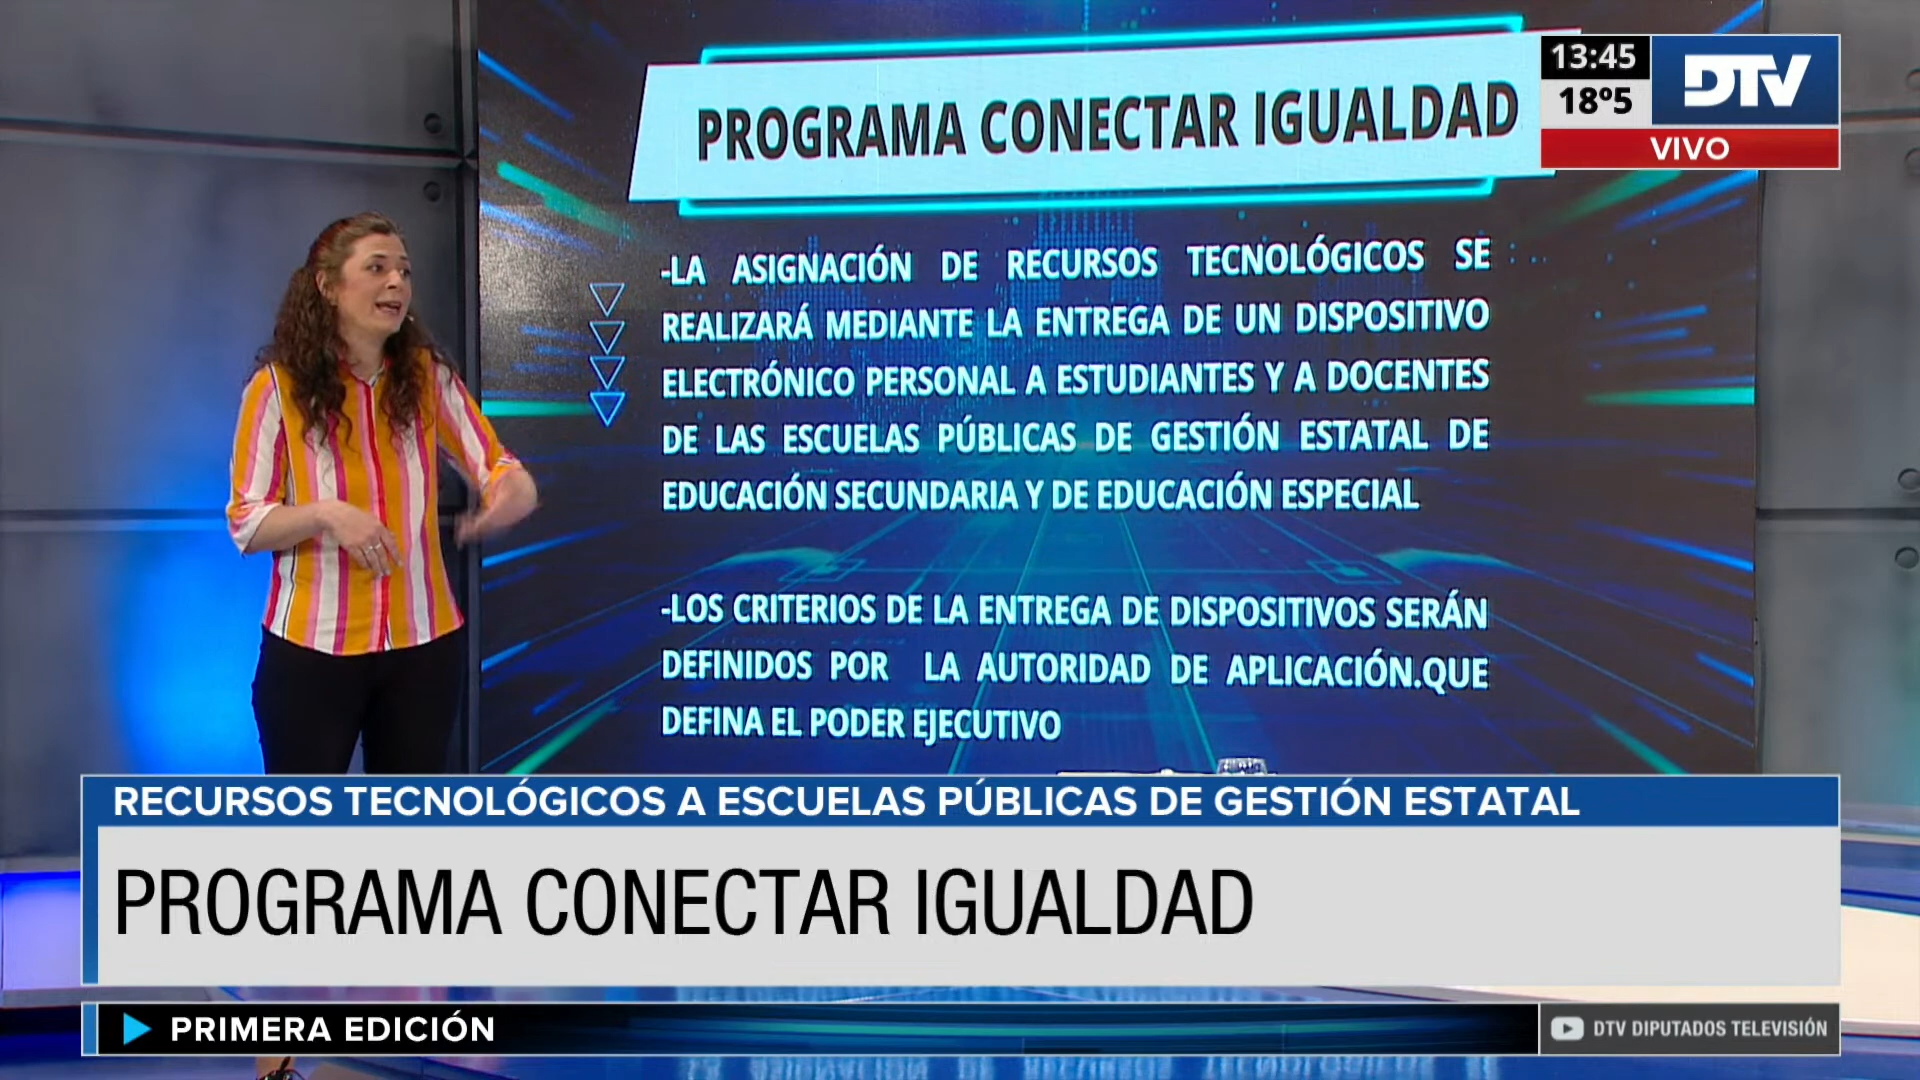 PROGRAMA CONECTAR IGUALDAD
13:45
18º5
DTV
VIVO
-LA ASIGNACIÓN DE RECURSOS TECNOLÓGICOS SE
REALIZARÁ MEDIANTE LA ENTREGA DE UN DISPOSITIVO
ELECTRÓNICO PERSONAL A ESTUDIANTES Y A DOCENTES
DE LAS ESCUELAS PÚBLICAS DE GESTIÓN ESTATAL DE
EDUCACIÓN SECUNDARIA Y DE EDUCACIÓN ESPECIAL
-LOS CRITERIOS DE LA ENTREGA DE DISPOSITIVOS SERÁN
DEFINIDOS POR LA AUTORIDAD DE APLICACIÓN.QUE
DEFINA EL PODER EJECUTIVO
RECURSOS TECNOLÓGICOS A ESCUELAS PÚBLICAS DE GESTIÓN ESTATAL
PROGRAMA CONECTAR IGUALDAD
PRIMERA EDICIÓN
DTV DIPUTADOS TELEVISIÓN